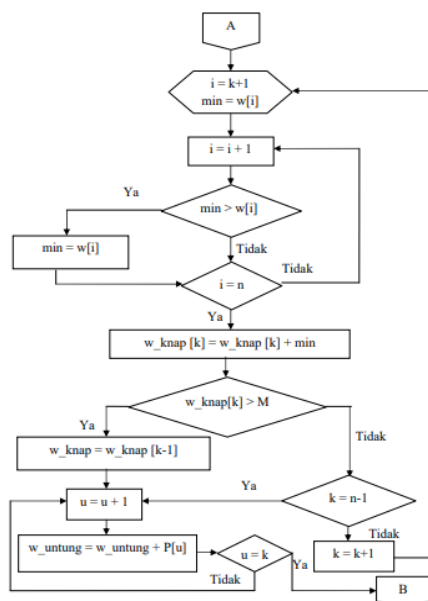 A
i = k+1
min = w[i]
i = i + 1
Ya
min > w[i]
min = w[i]
Tidak
Tidak
i = n
Ya
w_knap [k] = w_knap [k] + min
w_knap[k] > M
Ya
Tidak
w_knap = w_knap [k-1]
Ya
u = u + 1
k = n-1
Tidak
w_untung = w_untung + P[u]
u = k
k = k+1
Tidak
Ya
B